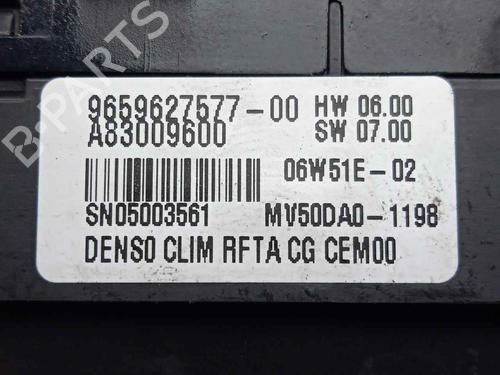 B-PARTS
9659627577-00 HW 06.00
A83009600 SW 07.00
06W51E-02
SN05003561 MV50DA0-1198
DENSO CLIM RFTA CG CEM00